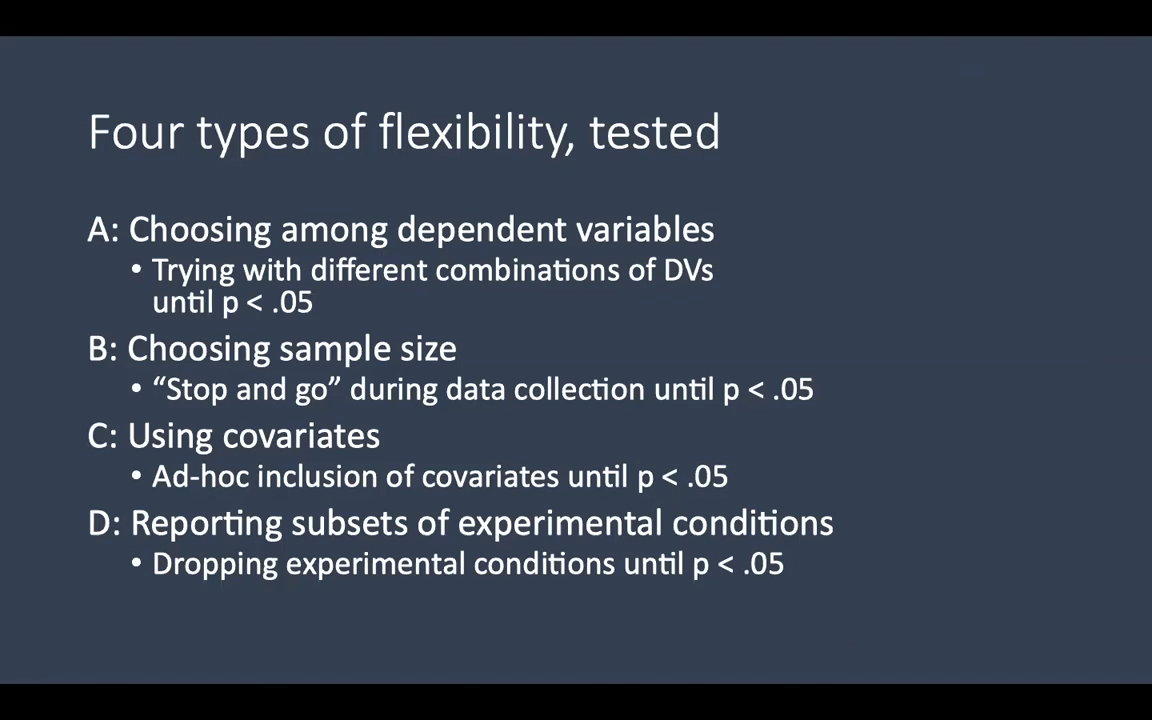 Four types of flexibility, tested
A: Choosing among dependent variables
• Trying with different combinations of DVs
until p < .05
B: Choosing sample size
• “Stop and go” during data collection until p < .05
C: Using covariates
• Ad-hoc inclusion of covariates until p < .05
D: Reporting subsets of experimental conditions
• Dropping experimental conditions until p < .05